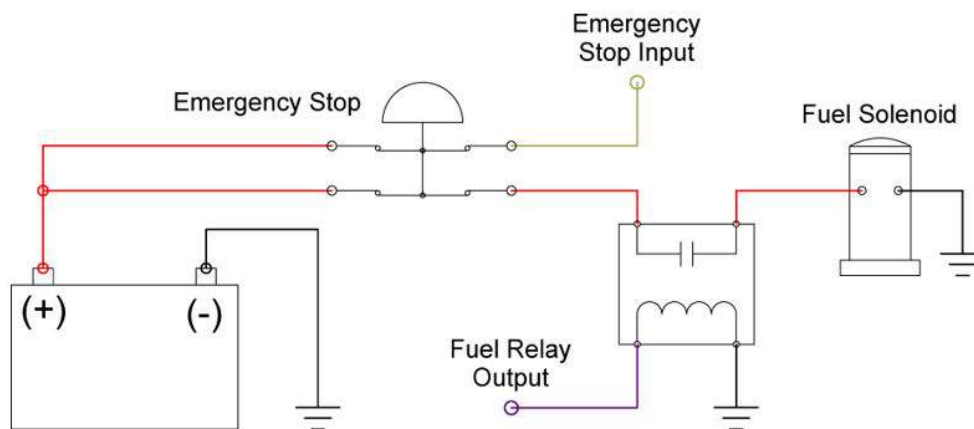 Emergency
Stop Input
Emergency Stop
Fuel Solenoid
(+)
(-)
Fuel Relay
Output